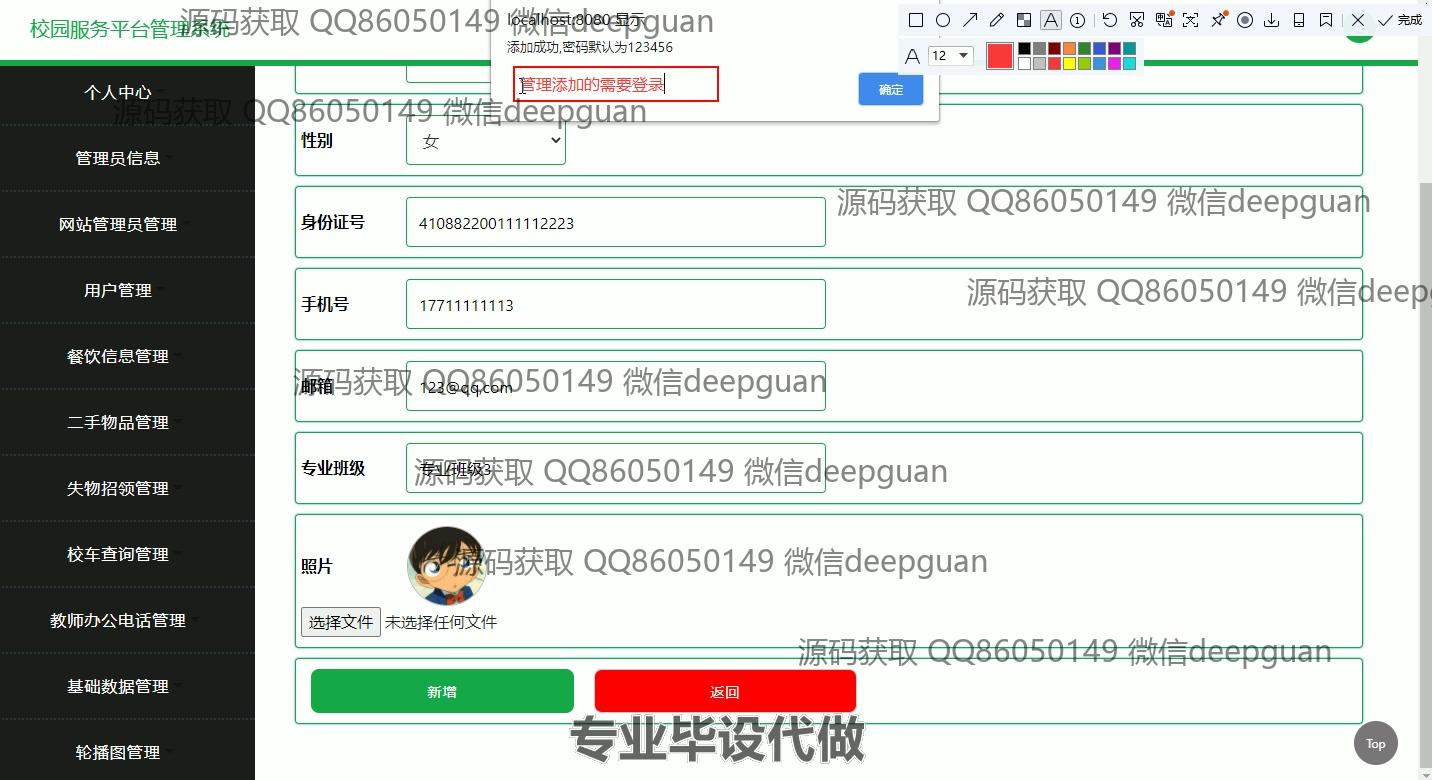 校园服务平台管理系统
源码获取 QQ86050149 微信deepguan
localhost:8080 显示
添加成功,密码默认为123456
管理添加的需要登录
确定
完成
A 12
个人中心
源码获取 QQ86050149 微信deepguan
管理员信息
网站管理员管理
用户管理
餐饮信息管理
二手物品管理
失物招领管理
校车查询管理
教师办公电话管理
基础数据管理
轮播图管理
性别
女
身份证号
410882200111112223
源码获取 QQ86050149 微信deepguan
手机号
17711111113
源码获取 QQ86050149 微信deep
邮箱
123@qq.com
源码获取 QQ86050149 微信deepguan
专业班级
专业班级3
源码获取 QQ86050149 微信deepguan
照片
源码获取 QQ86050149 微信deepguan
选择文件 未选择任何文件
源码获取 QQ86050149 微信deepguan
新增
返回
专业毕设代做
Top